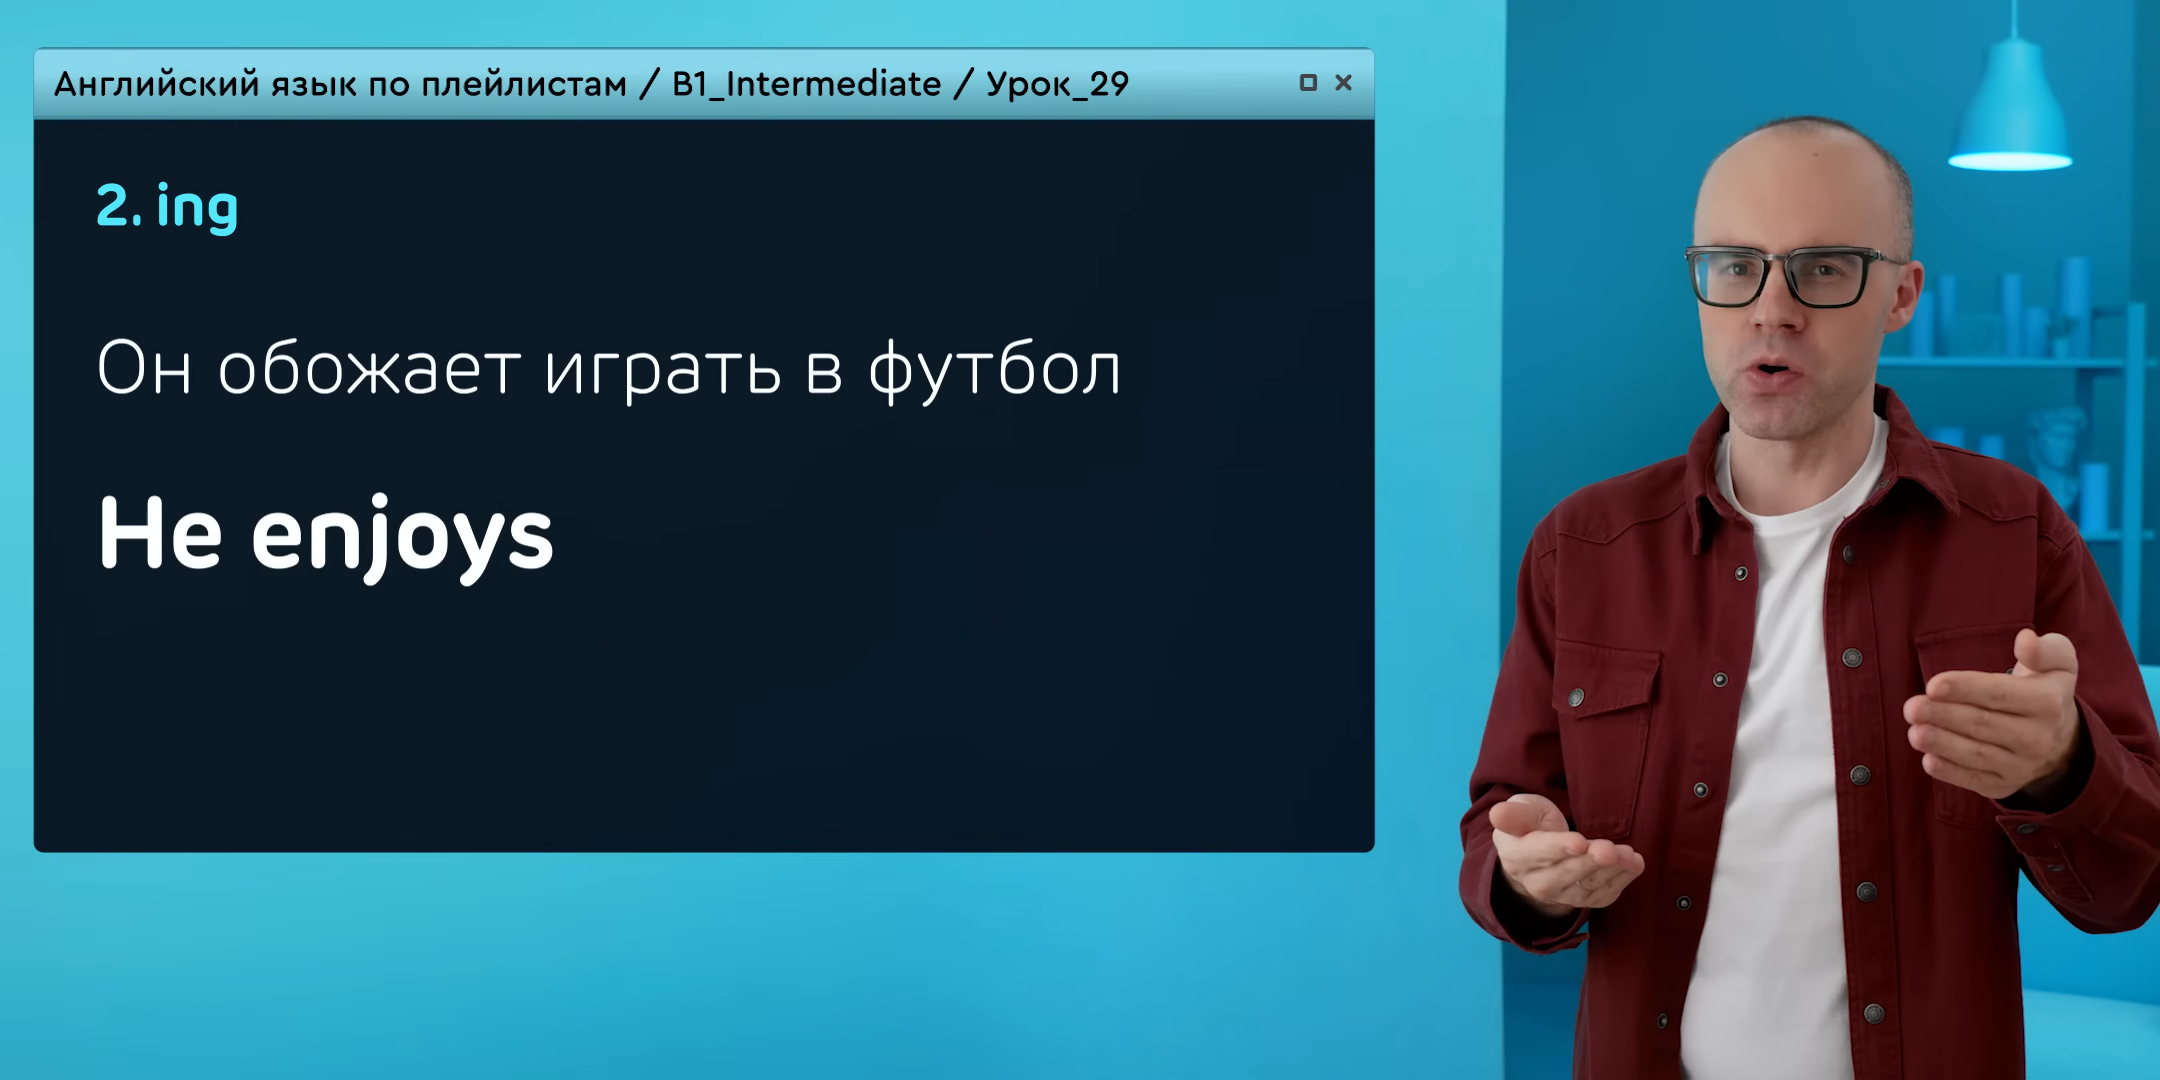 Английский язык по плейлистам / B1_Intermediate / Урок_29
2. ing
Он обожает играть в футбол
He enjoys